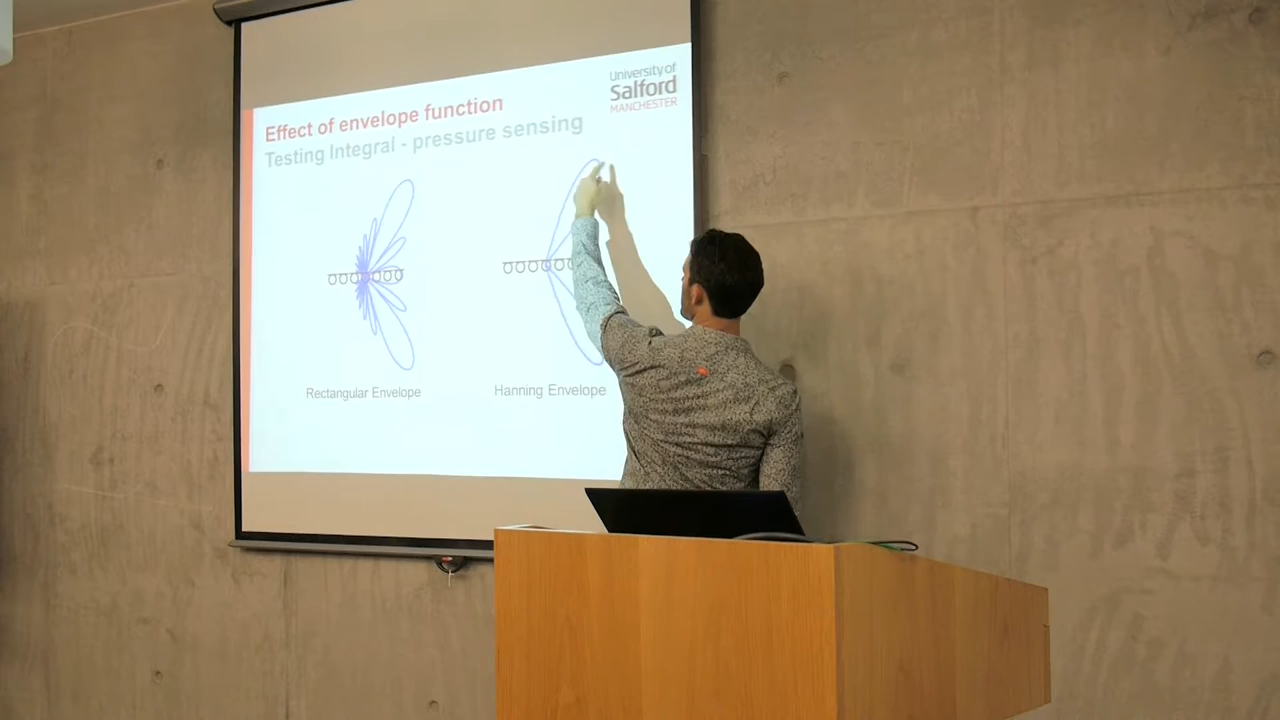 University of
Salford
MANCHESTER
Effect of envelope function
Testing Integral - pressure sensing
Rectangular Envelope
Hanning Envelope